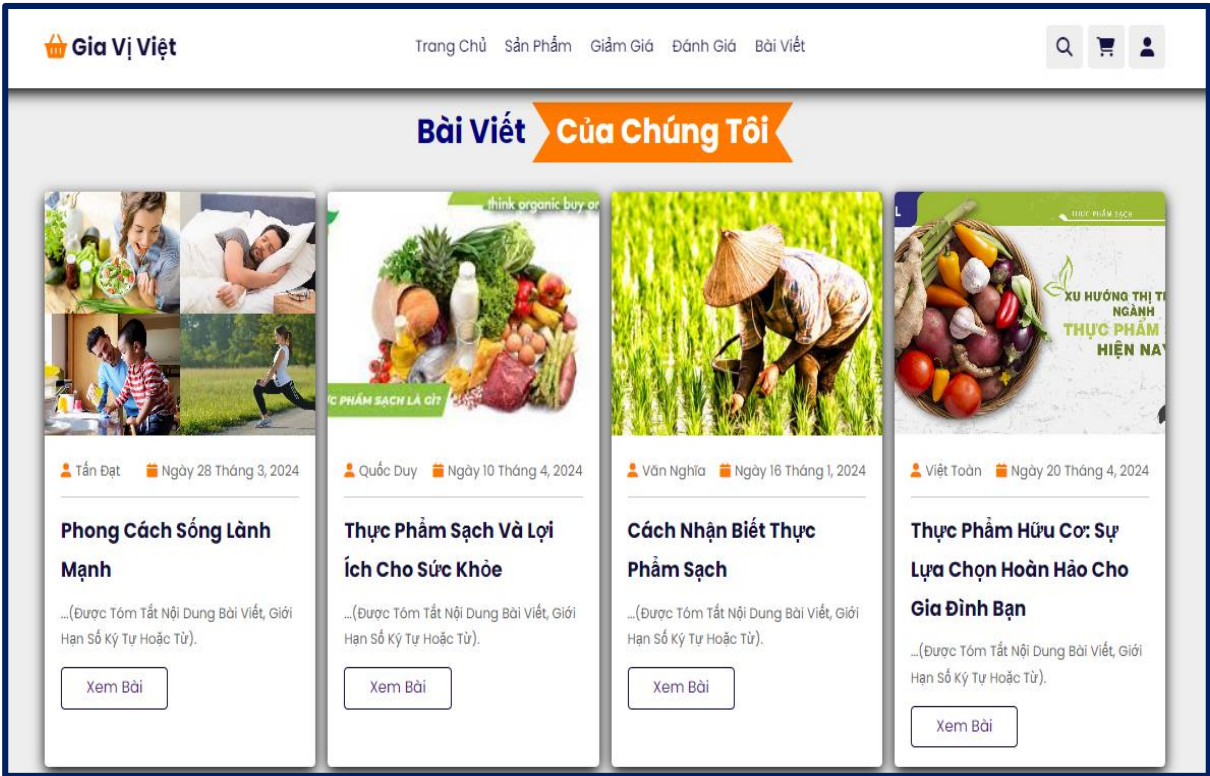 Gia Vị Việt
Trang Chủ Sản Phẩm Giảm Giá Đánh Giá Bài Viết
Bài Viết Của Chúng Tôi
think organic buy or
C PHẨM SẠCH LÀ GÌ?
L
THỰC PHẨM SẠCH
XU HƯỚNG THỊ T
NGÀNH
THỰC PHẨM
HIỆN NAY
Tấn Đạt Ngày 28 Tháng 3, 2024
Phong Cách Sống Lành
Mạnh
...(Được Tóm Tắt Nội Dung Bài Viết, Giới
Hạn Số Ký Tự Hoặc Từ).
Xem Bài
Quốc Duy Ngày 10 Tháng 4, 2024
Thực Phẩm Sạch Và Lợi
Ích Cho Sức Khỏe
...(Được Tóm Tắt Nội Dung Bài Viết, Giới
Hạn Số Ký Tự Hoặc Từ).
Xem Bài
Văn Nghĩa Ngày 16 Tháng 1, 2024
Cách Nhận Biết Thực
Phẩm Sạch
...(Được Tóm Tắt Nội Dung Bài Viết, Giới
Hạn Số Ký Tự Hoặc Từ).
Xem Bài
Việt Toàn Ngày 20 Tháng 4, 2024
Thực Phẩm Hữu Cơ: Sự
Lựa Chọn Hoàn Hảo Cho
Gia Đình Bạn
...(Được Tóm Tắt Nội Dung Bài Viết, Giới
Hạn Số Ký Tự Hoặc Từ).
Xem Bài